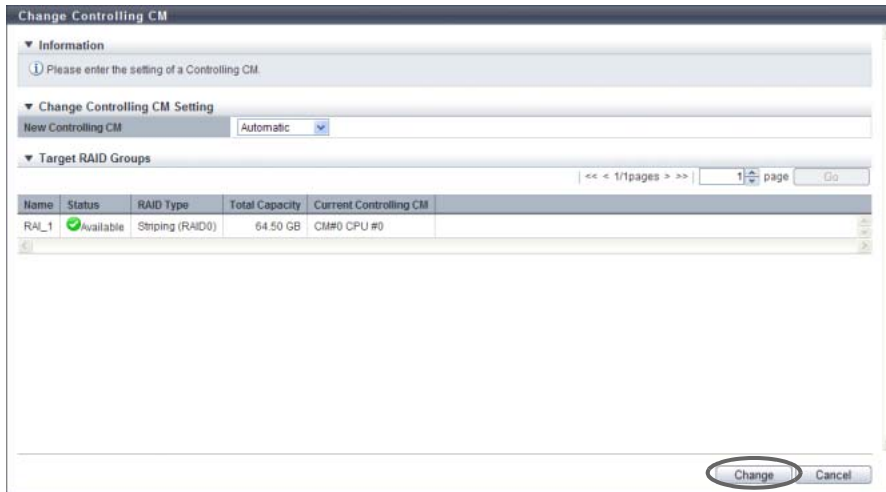 Change Controlling CM
Information
Please enter the setting of a Controlling CM.
Change Controlling CM Setting
New Controlling CM Automatic
Target RAID Groups
<< < 1/1pages > >> 1 page Go
Name Status RAID Type Total Capacity Current Controlling CM
RAI_1 Available Striping (RAID0) 64.50 GB CM#0 CPU #0
Change Cancel